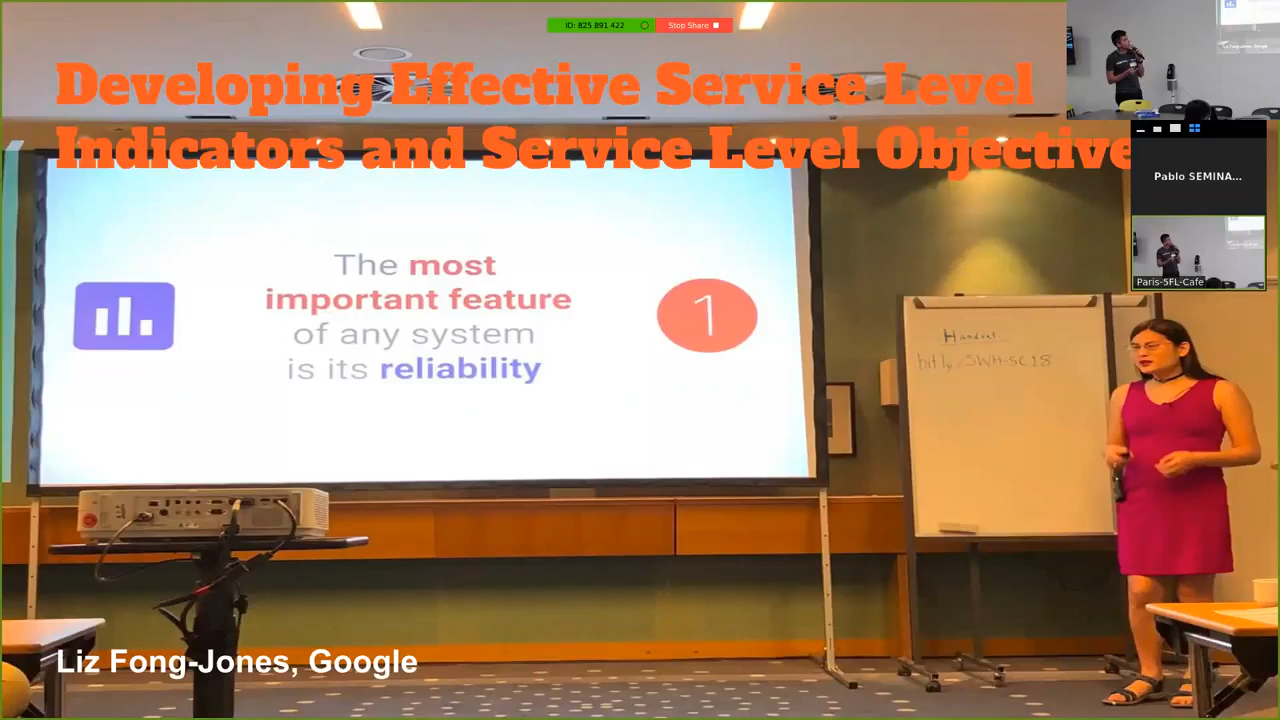 ID: 825 891 422
Stop Share
Developing Effective Service Level
Indicators and Service Level Objective
Pablo SEMINA...
Paris-5FL-Cafe
The most
important feature
of any system
is its reliability
1
Handset
bit.ly/SWH-SC18
Liz Fong-Jones, Google